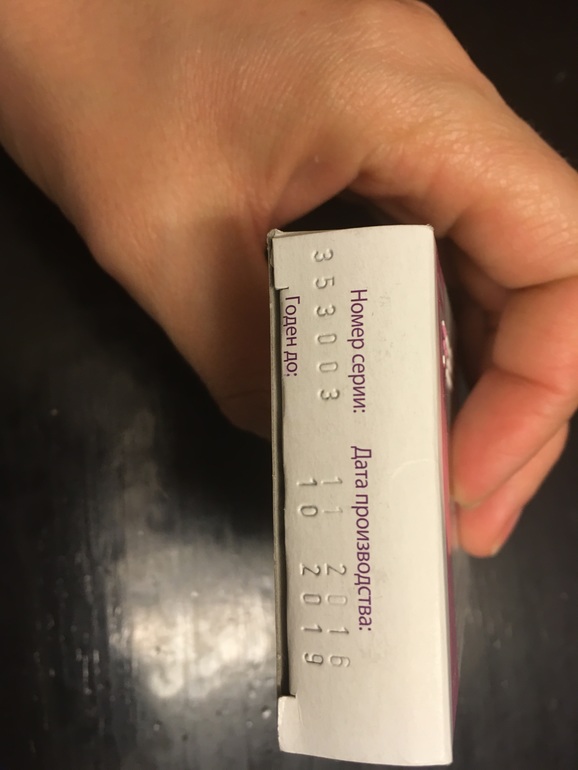 Номер серии: Дата производства:
353003 11 2016
Годен до: 10 2019